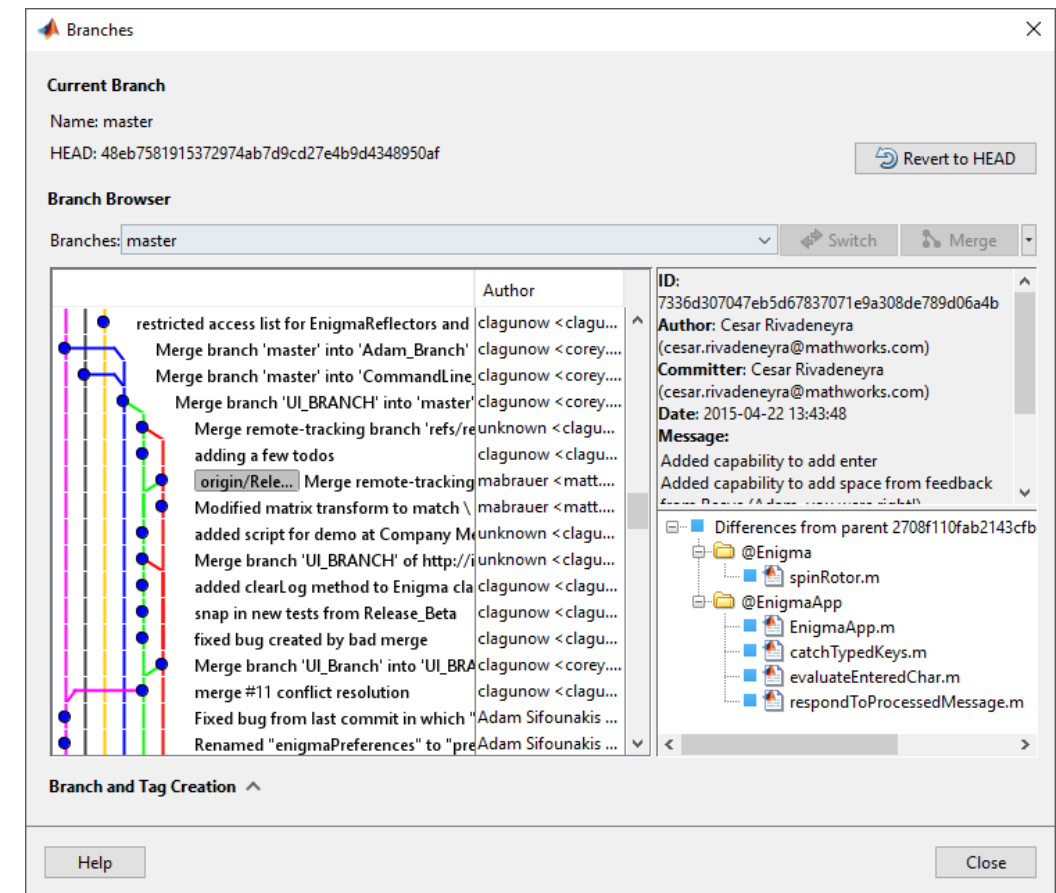 Branches
Current Branch
Name: master
HEAD: 48eb7581915372974ab7d9cd27e4b9d4348950af
Revert to HEAD
Branch Browser
Branches: master
Switch
Merge
Author
restricted access list for EnigmaReflectors and clagunow <clagu...
Merge branch 'master' into 'Adam_Branch' clagunow <corey....
Merge branch 'master' into 'CommandLine_ clagunow <corey....
Merge branch 'UI_BRANCH' into 'master' clagunow <corey....
Merge remote-tracking branch 'refs/re unknown <clagu...
adding a few todos clagunow <clagu...
origin/Rele... Merge remote-tracking mabrauer <matt....
Modified matrix transform to match \ mabrauer <matt....
added script for demo at Company Me unknown <clagu...
Merge branch 'UI_BRANCH' of http://i unknown <clagu...
added clearLog method to Enigma cla clagunow <clagu...
snap in new tests from Release_Beta clagunow <clagu...
fixed bug created by bad merge clagunow <clagu...
Merge branch 'UI_Branch' into 'UI_BRA clagunow <corey....
merge #11 conflict resolution clagunow <clagu...
Fixed bug from last commit in which " Adam Sifounakis ...
Renamed "enigmaPreferences" to "pre Adam Sifounakis ...
ID:
7336d307047eb5d67837071e9a308de789d06a4b
Author: Cesar Rivadeneyra
(cesar.rivadeneyra@mathworks.com)
Committer: Cesar Rivadeneyra
(cesar.rivadeneyra@mathworks.com)
Date: 2015-04-22 13:43:48
Message:
Added capability to add enter
Added capability to add space from feedback
from (Adam, you were right!)
Differences from parent 2708f110fab2143cfb
@Enigma
spinRotor.m
@EnigmaApp
EnigmaApp.m
catchTypedKeys.m
evaluateEnteredChar.m
respondToProcessedMessage.m
Branch and Tag Creation
Help
Close